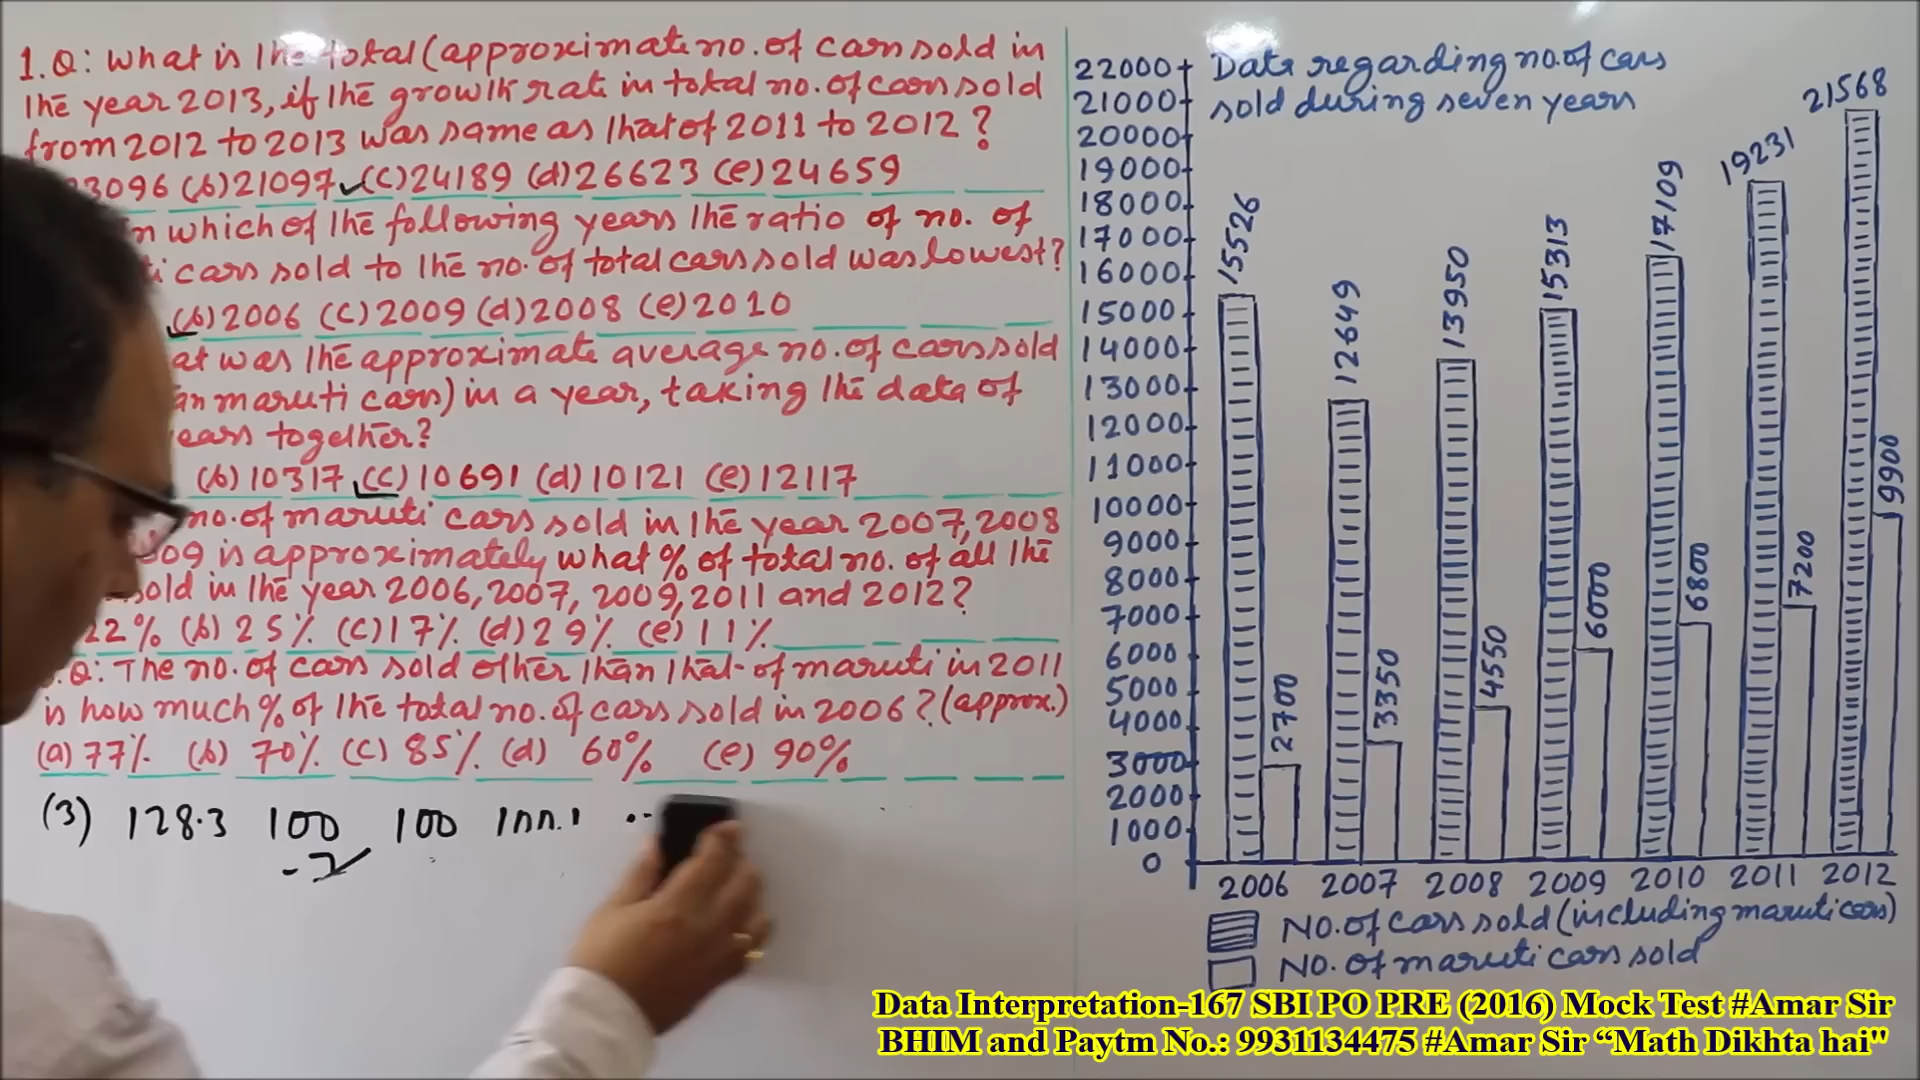 1.Q: What is the total (approximate no. of cars sold in
the year 2013, if the growth rate in total no. of cars sold
from 2012 to 2013 was same as that of 2011 to 2012?
3096 (b) 21097 (c) 24189 (d) 26623 (e) 24659
n which of the following years the ratio of no. of
ti cars sold to the no. of total cars sold was lowest?
(b) 2006 (c) 2009 (d) 2008 (e) 2010
at was the approximate average no. of cars sold
an maruti cars) in a year, taking the data of
ears together?
(b) 10317 (c) 10691 (d) 10121 (e) 12117
no. of maruti cars sold in the year 2007, 2008
09 is approximately what % of total no. of all the
sold in the year 2006, 2007, 2009, 2011 and 2012?
22% (b) 25% (c) 17% (d) 29% (e) 11%
.Q: The no. of cars sold other than that of maruti in 2011
is how much % of the total no. of cars sold in 2006? (approx.)
(a) 77% (b) 70% (c) 85% (d) 60% (e) 90%
(3) 128.3 100 100
Data regarding no. of cars
sold during seven years
22000
21000
20000
19000
18000
17000
16000
15000
14000
13000
12000
11000
10000
9000
8000
7000
6000
5000
4000
3000
2000
1000
0
15526
2700
12649
3350
13950
4550
15313
6000
17109
6800
19231
7200
21568
9900
2006 2007 2008 2009 2010 2011 2012
NO. of cars sold (including maruti cars)
NO. of maruti cars sold
Data Interpretation-167 SBI PO PRE (2016) Mock Test #Amar Sir
BHIM and Paytm No.: 9931134475 #Amar Sir “Math Dikhta hai"